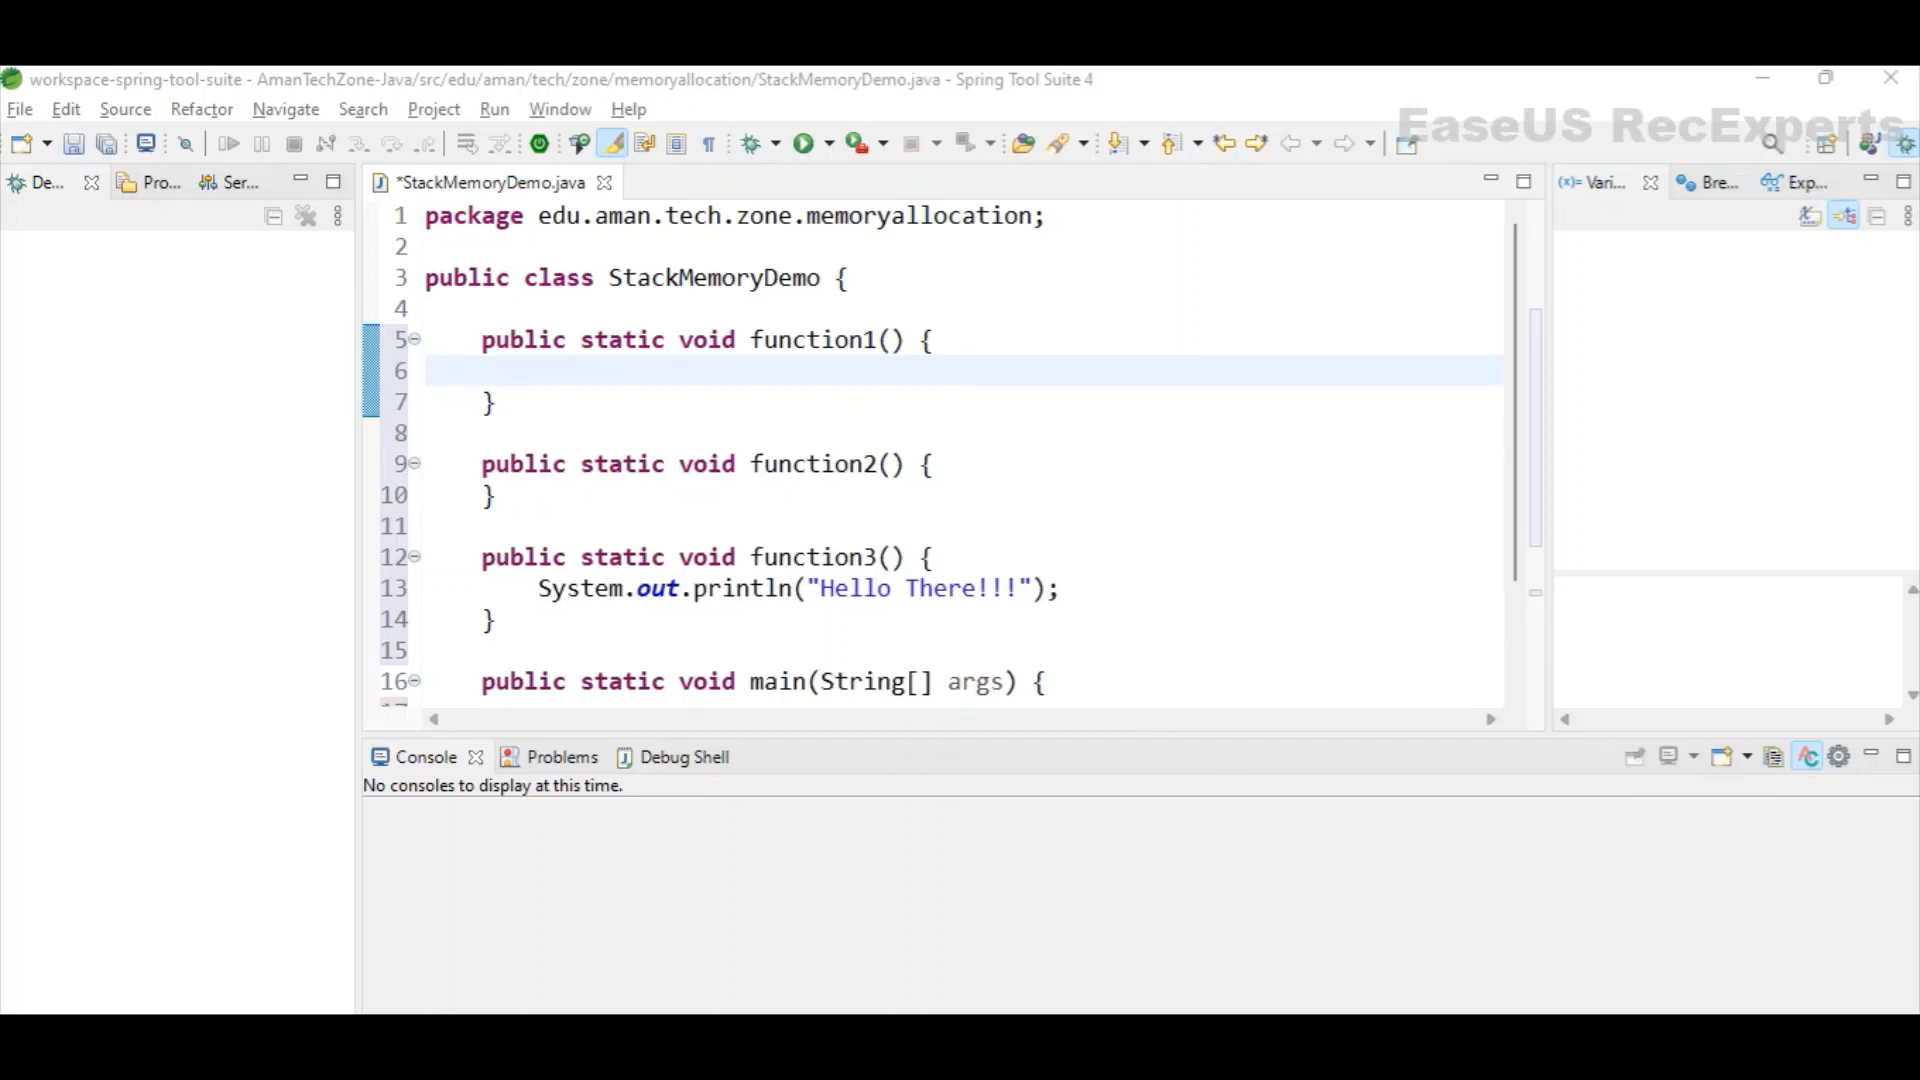 workspace-spring-tool-suite - AmanTechZone-Java/src/edu/aman/tech/zone/memoryallocation/StackMemoryDemo.java - Spring Tool Suite 4
File Edit Source Refactor Navigate Search Project Run Window Help
EaseUS RecExperts
De... Pro... Ser... *StackMemoryDemo.java (x)= Vari... Bre... Exp...
1 package edu.aman.tech.zone.memoryallocation;
2
3 public class StackMemoryDemo {
4
5 public static void function1() {
6
7 }
8
9 public static void function2() {
10 }
11
12 public static void function3() {
13 System.out.println("Hello There!!!");
14 }
15
16 public static void main(String[] args) {
Console Problems Debug Shell
No consoles to display at this time.